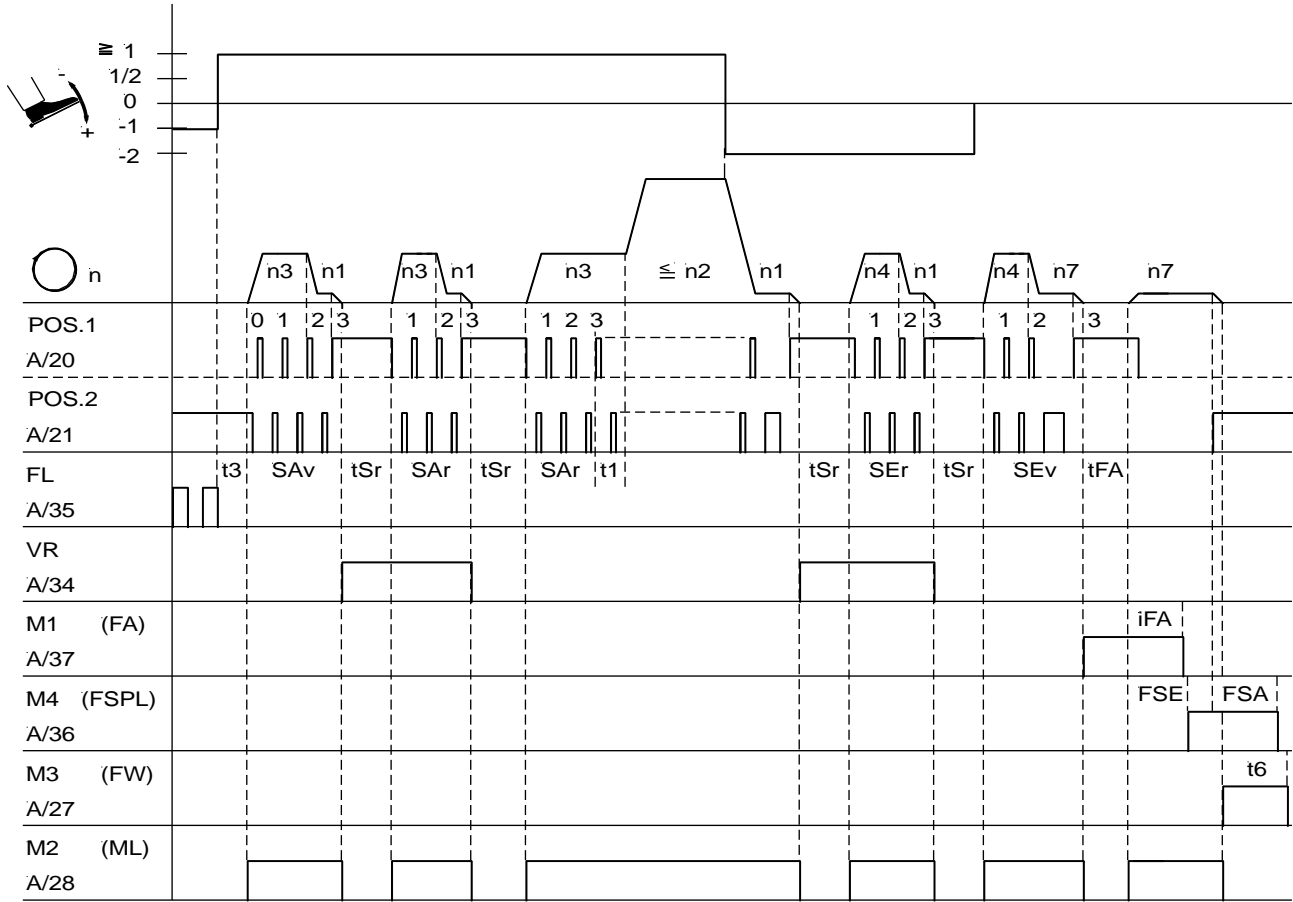 ≧ 1
1/2
0
-1
-2
-
+
n
n3 n1 n3 n1 n3 ≦ n2 n1 n4 n1 n4 n7 n7
POS.1 0 1 2 3 1 2 3 1 2 3 1 2 3 1 2 3
A/20
POS.2
A/21
FL t3 SAv tSr SAr tSr SAr t1 tSr SEr tSr SEv tFA
A/35
VR
A/34
M1 (FA) iFA
A/37
M4 (FSPL) FSE FSA
A/36
M3 (FW) t6
A/27
M2 (ML)
A/28